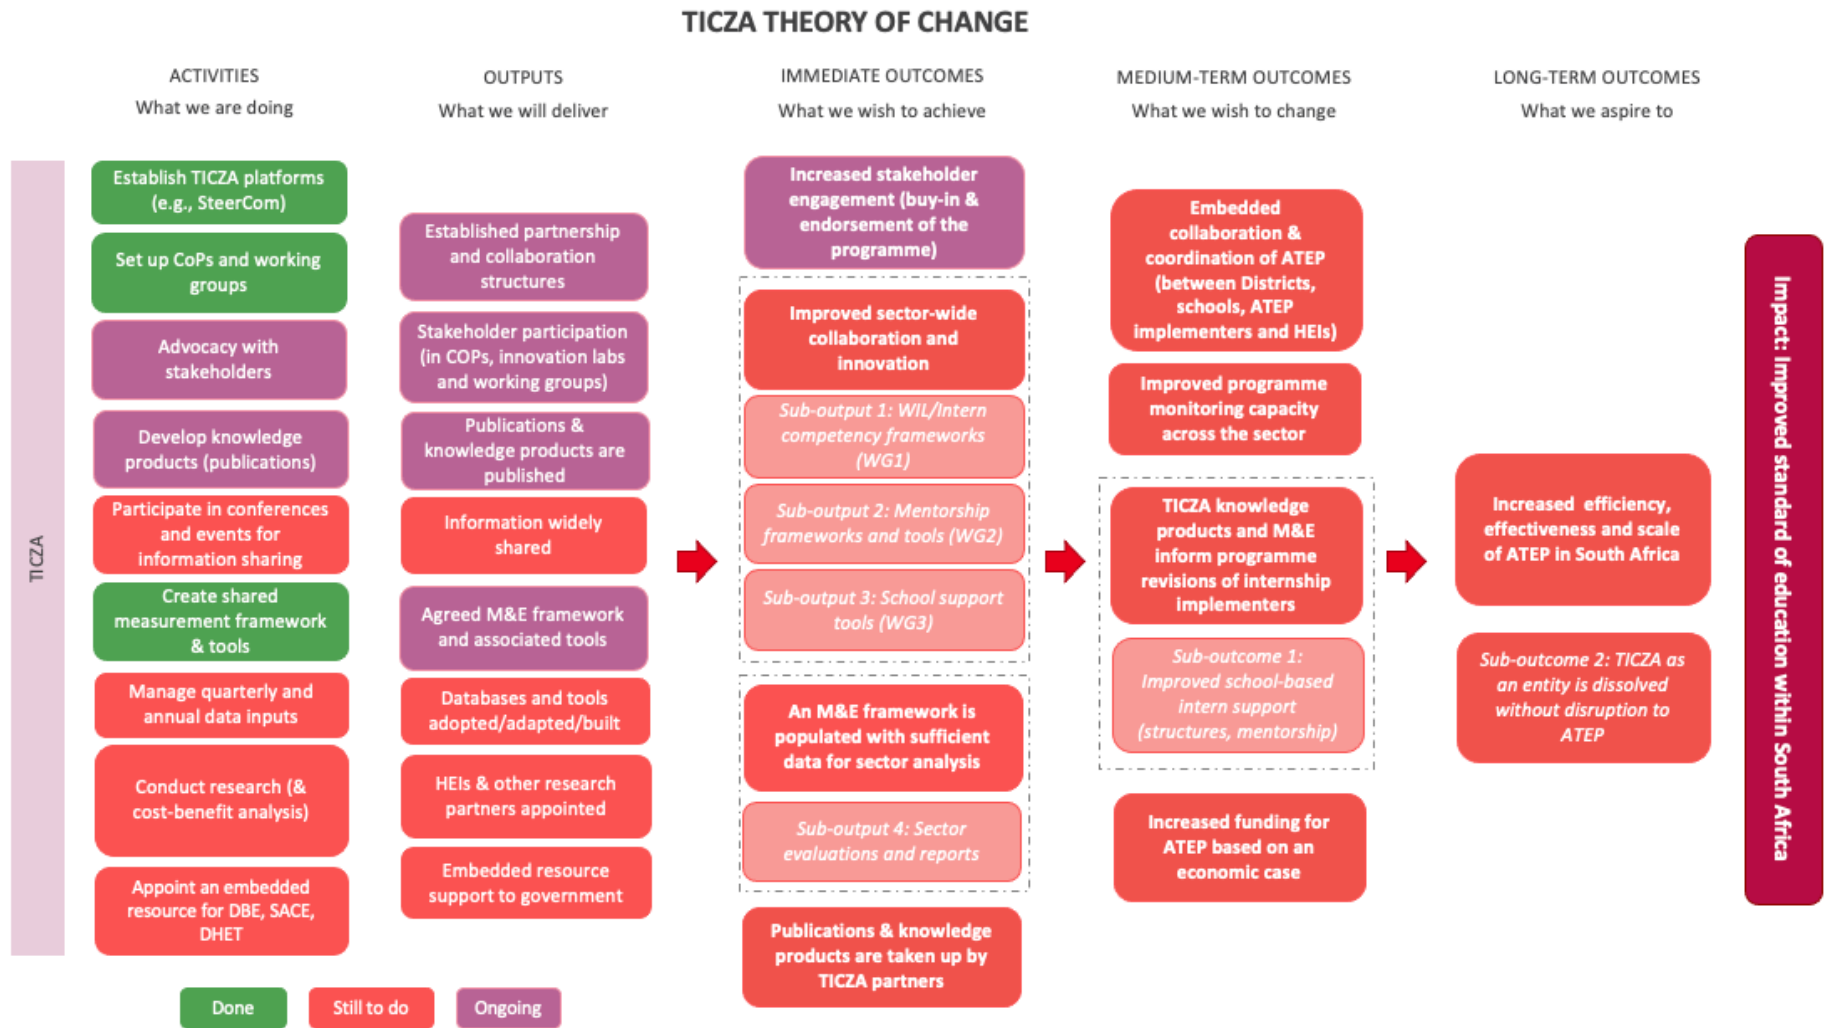 TICZA THEORY OF CHANGE
ACTIVITIES
What we are doing
OUTPUTS
What we will deliver
IMMEDIATE OUTCOMES
What we wish to achieve
MEDIUM-TERM OUTCOMES
What we wish to change
LONG-TERM OUTCOMES
What we aspire to
TICZA
Establish TICZA platforms
(e.g., SteerCom)
Set up CoPs and working
groups
Advocacy with
stakeholders
Develop knowledge
products (publications)
Participate in conferences
and events for
information sharing
Create shared
measurement framework
& tools
Manage quarterly and
annual data inputs
Conduct research (&
cost-benefit analysis)
Appoint an embedded
resource for DBE, SACE,
DHET
Established partnership
and collaboration
structures
Stakeholder participation
(in COPs, innovation labs
and working groups)
Publications &
knowledge products are
published
Information widely
shared
Agreed M&E framework
and associated tools
Databases and tools
adopted/adapted/built
HEIs & other research
partners appointed
Embedded resource
support to government
Increased stakeholder
engagement (buy-in &
endorsement of the
programme)
Improved sector-wide
collaboration and
innovation
Sub-output 1: WIL/Intern
competency frameworks
(WG1)
Sub-output 2: Mentorship
frameworks and tools (WG2)
Sub-output 3: School support
tools (WG3)
An M&E framework is
populated with sufficient
data for sector analysis
Sub-output 4: Sector
evaluations and reports
Publications & knowledge
products are taken up by
TICZA partners
Embedded
collaboration &
coordination of ATEP
(between Districts,
schools, ATEP
implementers and HEIs)
Improved programme
monitoring capacity
across the sector
TICZA knowledge
products and M&E
inform programme
revisions of internship
implementers
Sub-outcome 1:
Improved school-based
intern support
(structures, mentorship)
Increased funding for
ATEP based on an
economic case
Increased efficiency,
effectiveness and scale
of ATEP in South Africa
Sub-outcome 2: TICZA as
an entity is dissolved
without disruption to
ATEP
Impact: Improved standard of education within South Africa
Done
Still to do
Ongoing